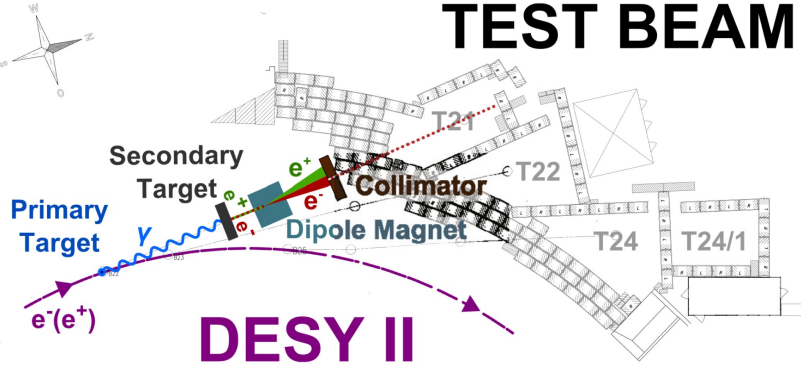 TEST BEAM
W
N
S
O
T21
T22
T24
T24/1
Secondary
Target
e⁺
e⁻
e⁺
e⁻
Collimator
Dipole Magnet
Primary
Target
γ
e⁻(e⁺)
DESY II